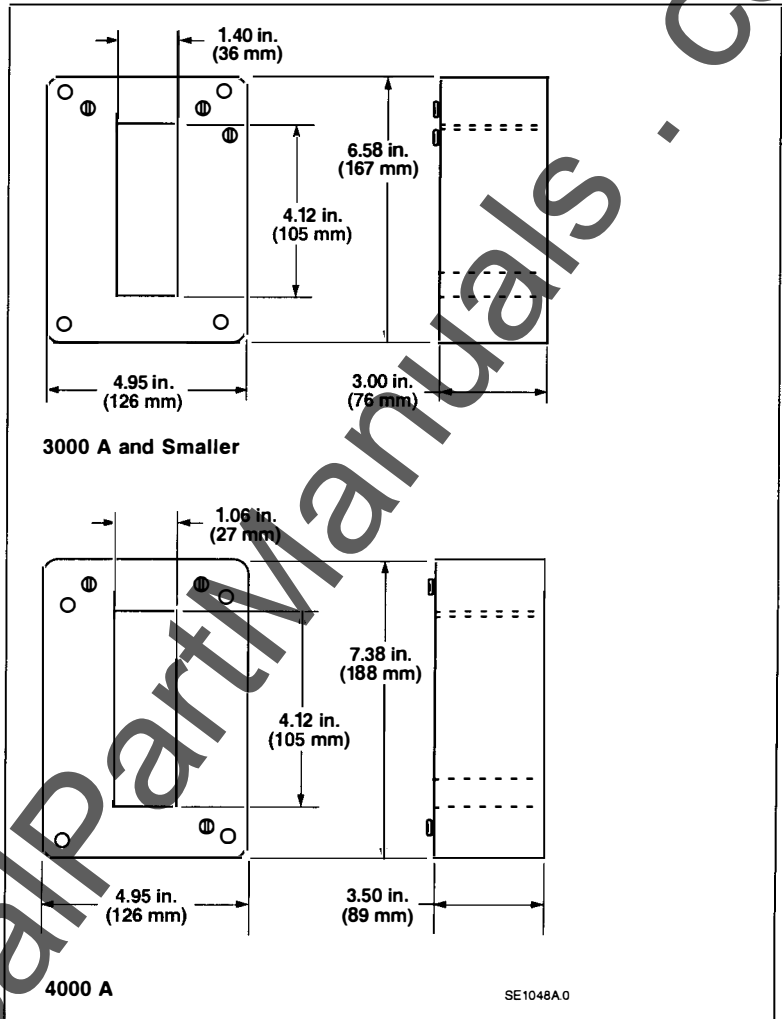 1.40 in.
(36 mm)
6.58 in.
(167 mm)
4.12 in.
(105 mm)
4.95 in.
(126 mm)
3.00 in.
(76 mm)
3000 A and Smaller
1.06 in.
(27 mm)
7.38 in.
(188 mm)
4.12 in.
(105 mm)
4.95 in.
(126 mm)
3.50 in.
(89 mm)
4000 A
SE1048A.0
alPartManuals . c